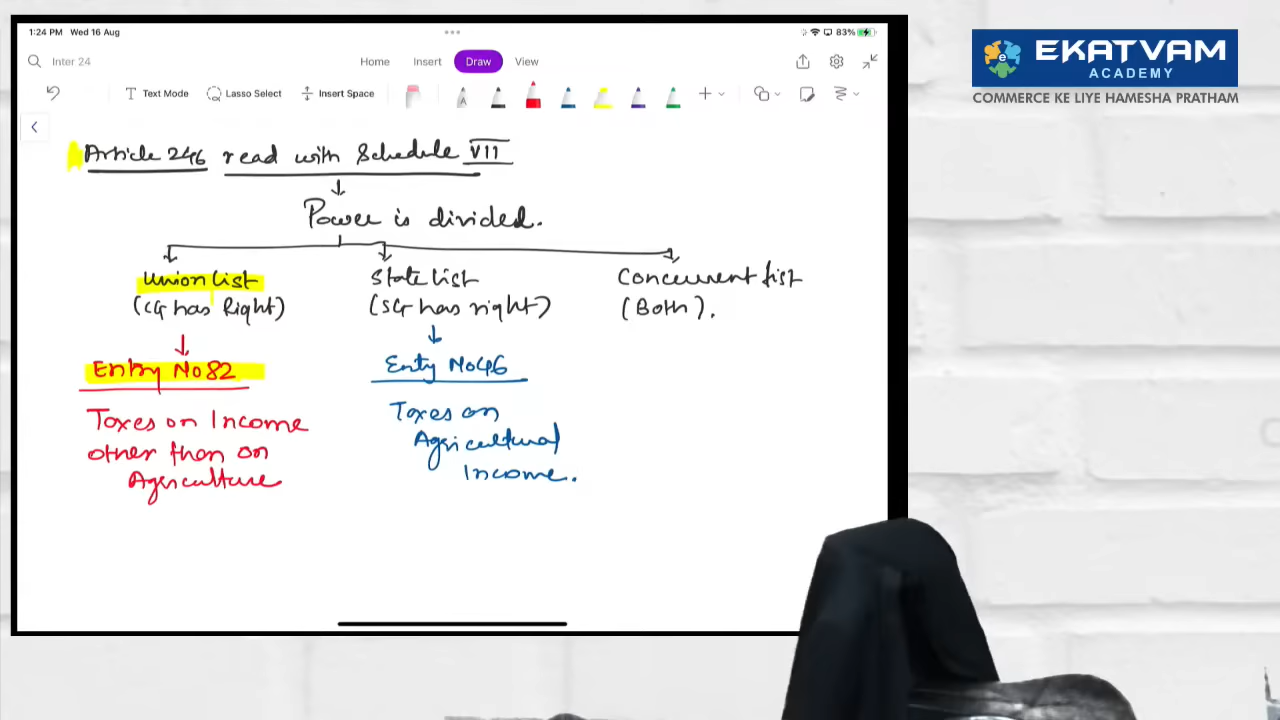 1:24 PM Wed 16 Aug
83%
Inter 24
Home Insert Draw View
Text Mode Lasso Select Insert Space
EKATVAM
ACADEMY
COMMERCE KE LIYE HAMESHA PRATHAM
Article 246 read with Schedule VII
Power is divided.
Union List State List Concurrent List
(CG has Right) (SG has right) (Both).
Entry No 82 Entry No 46
Taxes on Income
other than on
Agriculture
Taxes on
Agricultural
Income.